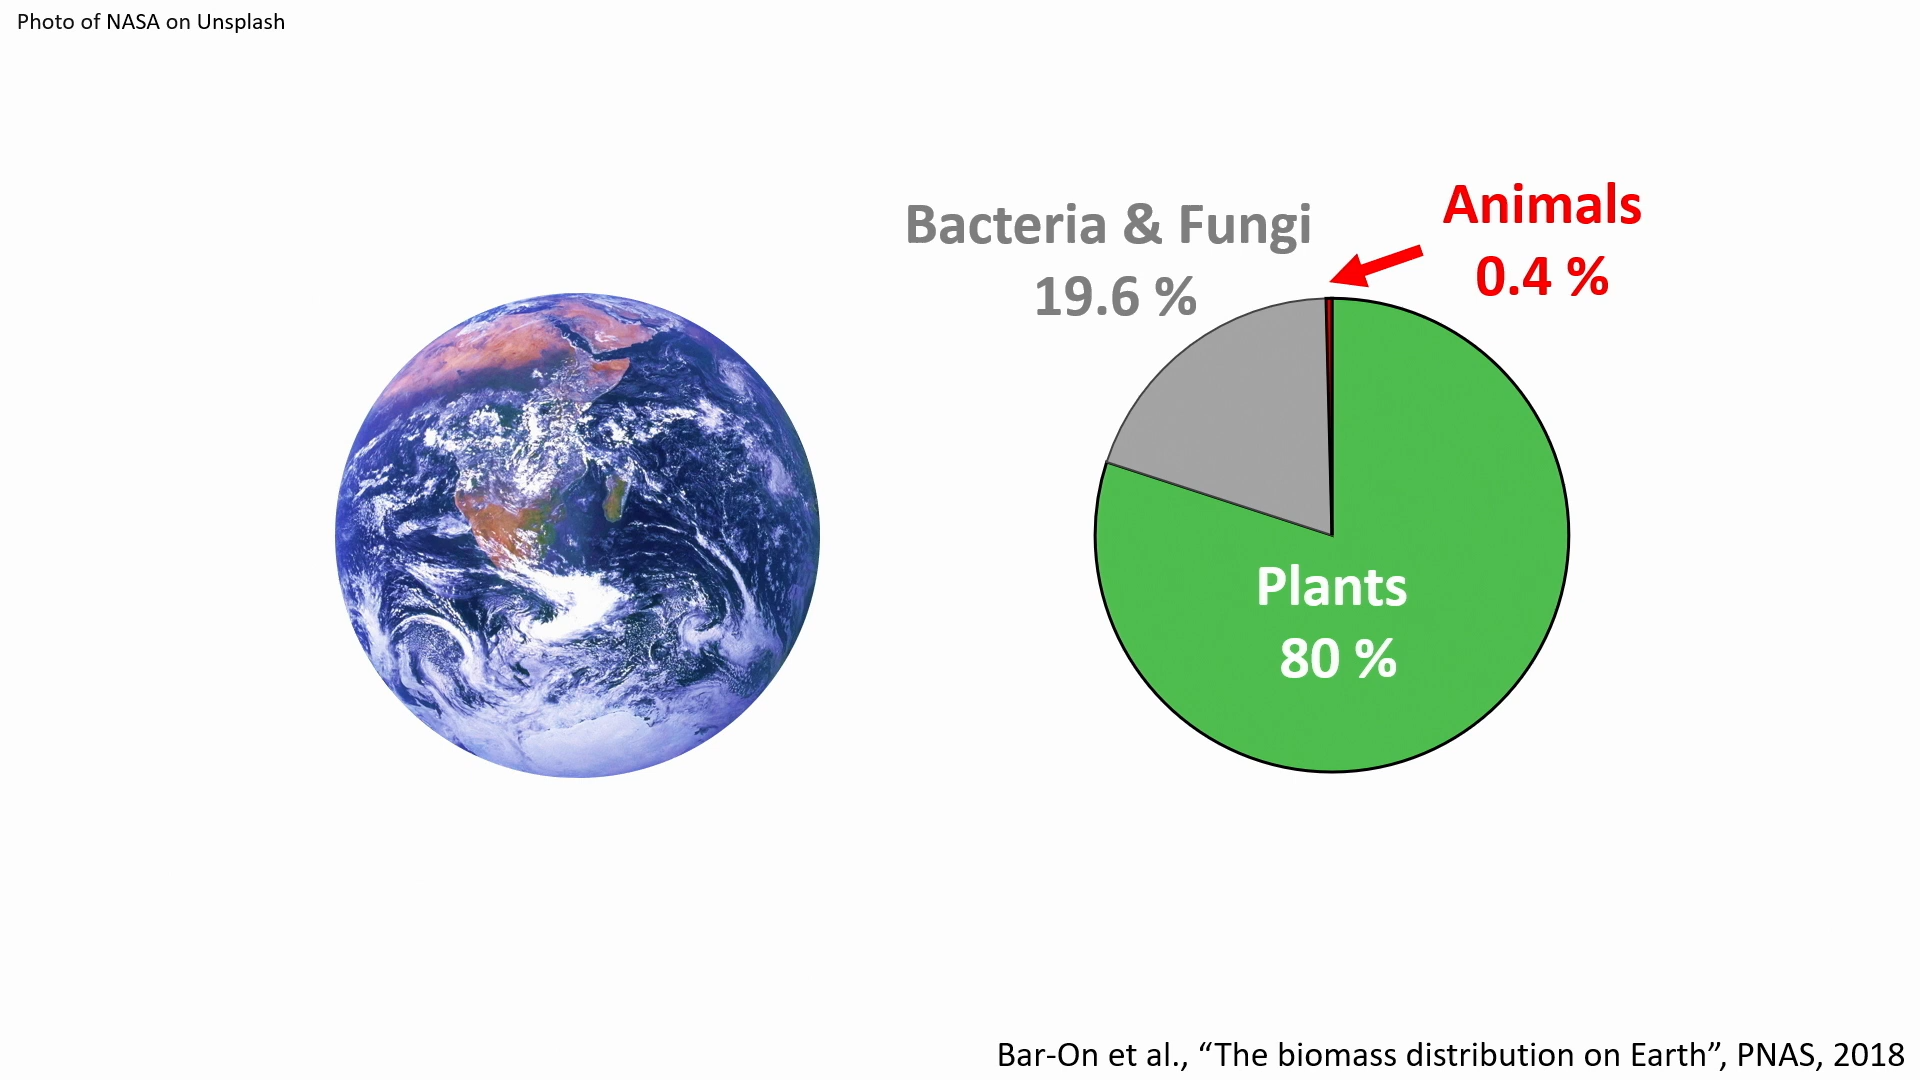 Photo of NASA on Unsplash
Bacteria & Fungi
19.6 %
Animals
0.4 %
Plants
80 %
Bar-On et al., “The biomass distribution on Earth”, PNAS, 2018